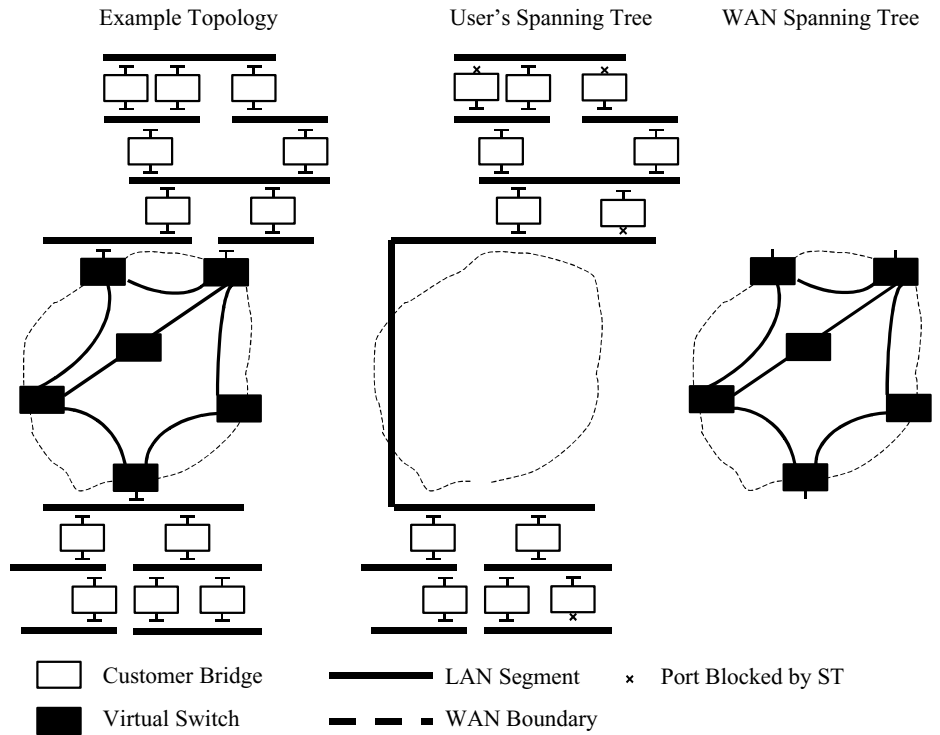 Example Topology
User's Spanning Tree
WAN Spanning Tree
Customer Bridge
LAN Segment
Port Blocked by ST
Virtual Switch
WAN Boundary